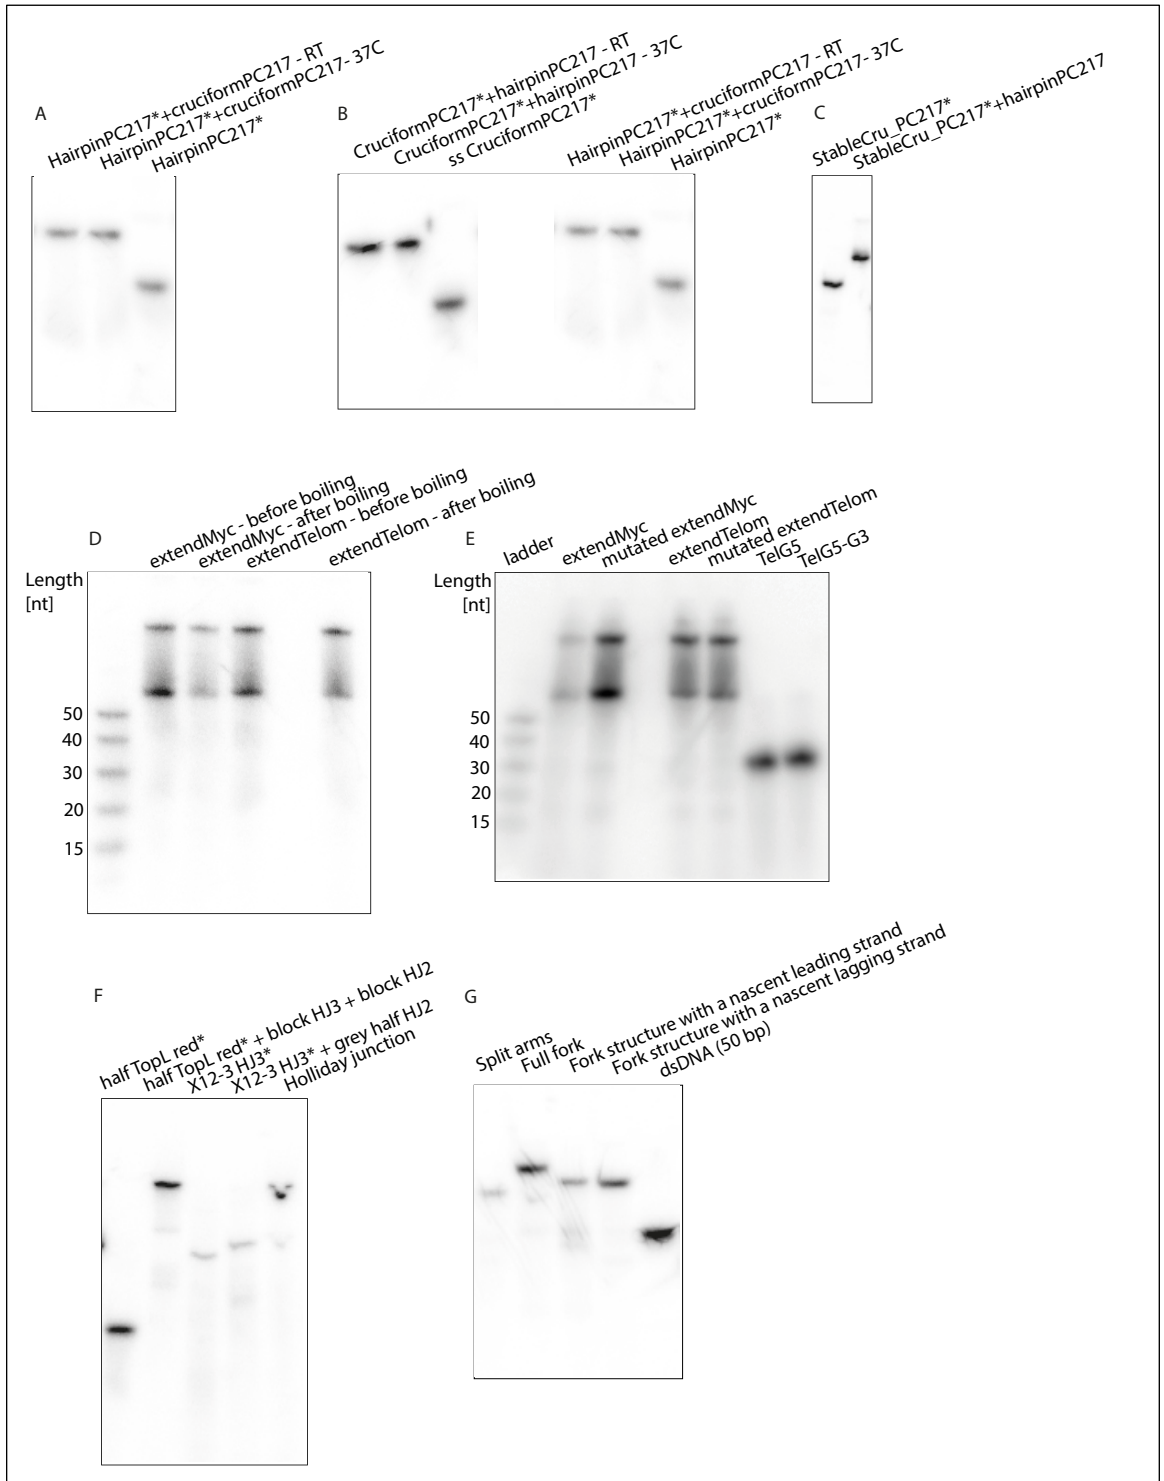 A
HairpinPC217*+cruciformPC217 - RT
HairpinPC217*+cruciformPC217- 37C
HairpinPC217*
B
CruciformPC217*+hairpinPC217 - RT
CruciformPC217*+hairpinPC217 - 37C
ss CruciformPC217*
HairpinPC217*+cruciformPC217 - RT
HairpinPC217*+cruciformPC217- 37C
HairpinPC217*
C
StableCru_PC217*
StableCru_PC217*+hairpinPC217
D
extendMyc - before boiling
extendMyc - after boiling
extendTelom - before boiling
extendTelom - after boiling
Length
[nt]
50
40
30
20
15
E
ladder
extendMyc
mutated extendMyc
extendTelom
mutated extendTelom
TelG5
TelG5-G3
Length
[nt]
50
40
30
20
15
F
half TopL red*
half TopL red* + block HJ3 + block HJ2
X12-3 HJ3*
X12-3 HJ3* + grey half HJ2
Holliday junction
G
Split arms
Full fork
Fork structure with a nascent leading strand
Fork structure with a nascent lagging strand
dsDNA (50 bp)